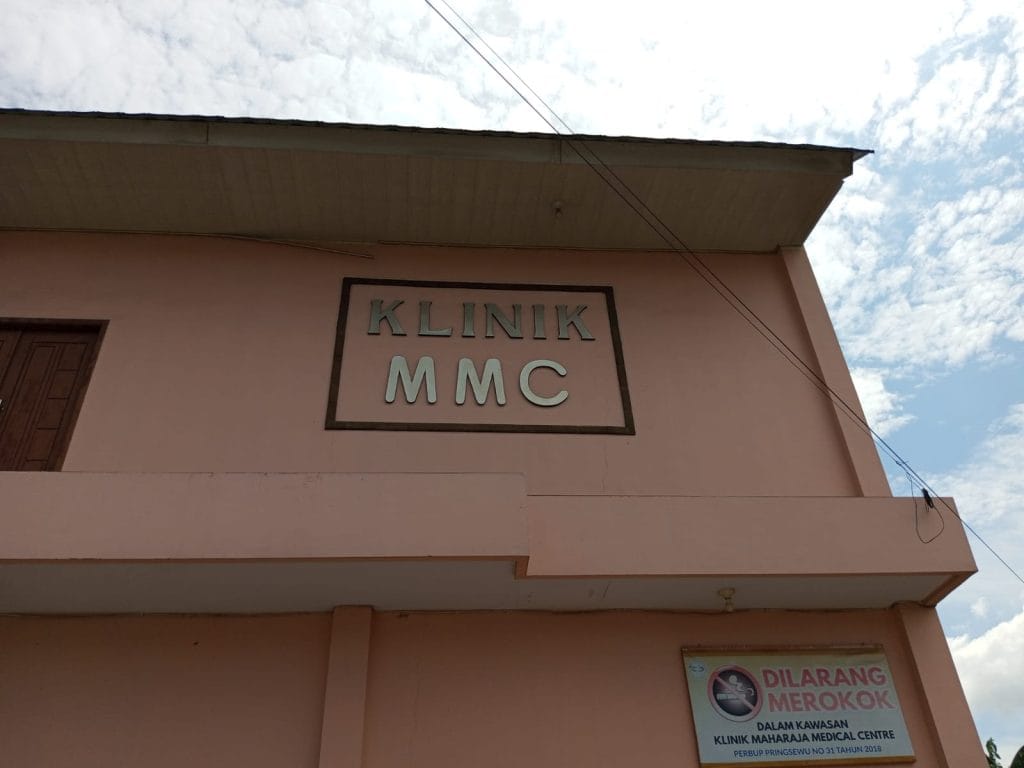 KLINIK
MMC
DILARANG
MEROKOK
DALAM KAWASAN
KLINIK MAHARAJA MEDICAL CENTRE
PERBUP PRINGSEWU NO 31 TAHUN 2018